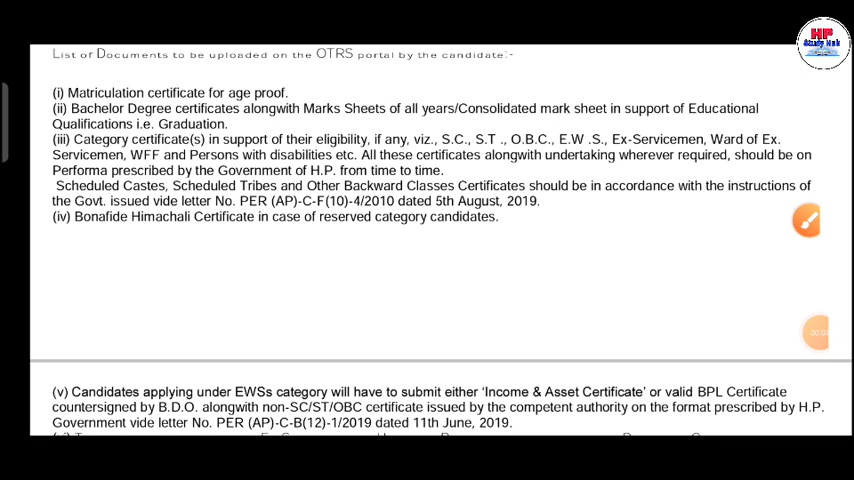 HP
Study Hub
List of Documents to be uploaded on the OTRS portal by the candidate:-
(i) Matriculation certificate for age proof.
(ii) Bachelor Degree certificates alongwith Marks Sheets of all years/Consolidated mark sheet in support of Educational
Qualifications i.e. Graduation.
(iii) Category certificate(s) in support of their eligibility, if any, viz., S.C., S.T ., O.B.C., E.W .S., Ex-Servicemen, Ward of Ex.
Servicemen, WFF and Persons with disabilities etc. All these certificates alongwith undertaking wherever required, should be on
Performa prescribed by the Government of H.P. from time to time.
Scheduled Castes, Scheduled Tribes and Other Backward Classes Certificates should be in accordance with the instructions of
the Govt. issued vide letter No. PER (AP)-C-F(10)-4/2010 dated 5th August, 2019.
(iv) Bonafide Himachali Certificate in case of reserved category candidates.
(v) Candidates applying under EWSs category will have to submit either ‘Income & Asset Certificate’ or valid BPL Certificate
countersigned by B.D.O. alongwith non-SC/ST/OBC certificate issued by the competent authority on the format prescribed by H.P.
Government vide letter No. PER (AP)-C-B(12)-1/2019 dated 11th June, 2019.